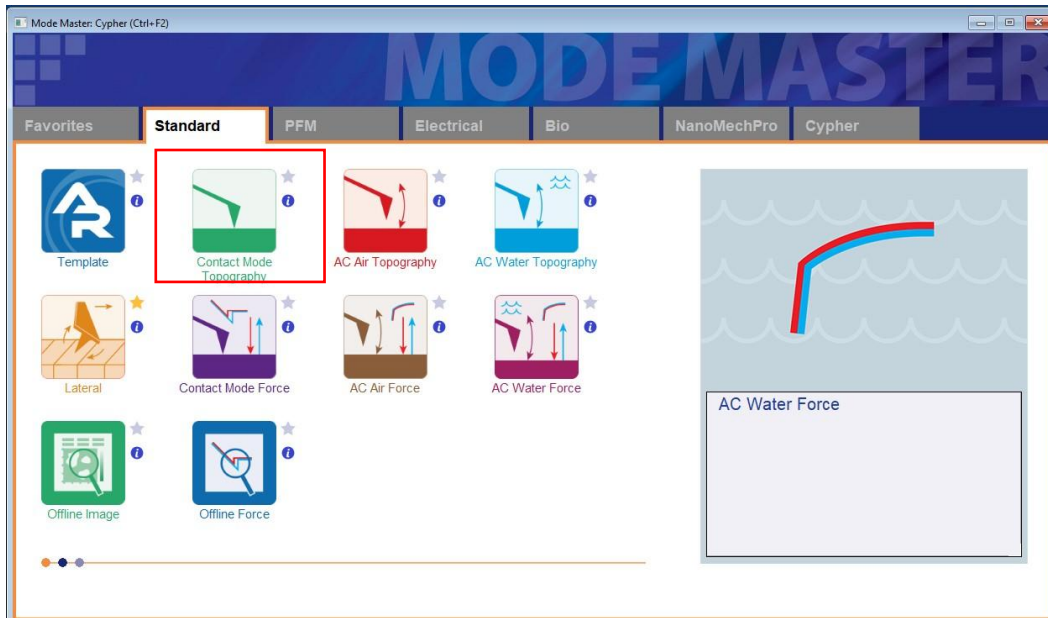 Mode Master: Cypher (Ctrl+F2)
MODE MASTER
Favorites Standard PFM Electrical Bio NanoMechPro Cypher
AR
Template Contact Mode Topography AC Air Topography AC Water Topography
Lateral Contact Mode Force AC Air Force AC Water Force
Offline Image Offline Force
AC Water Force